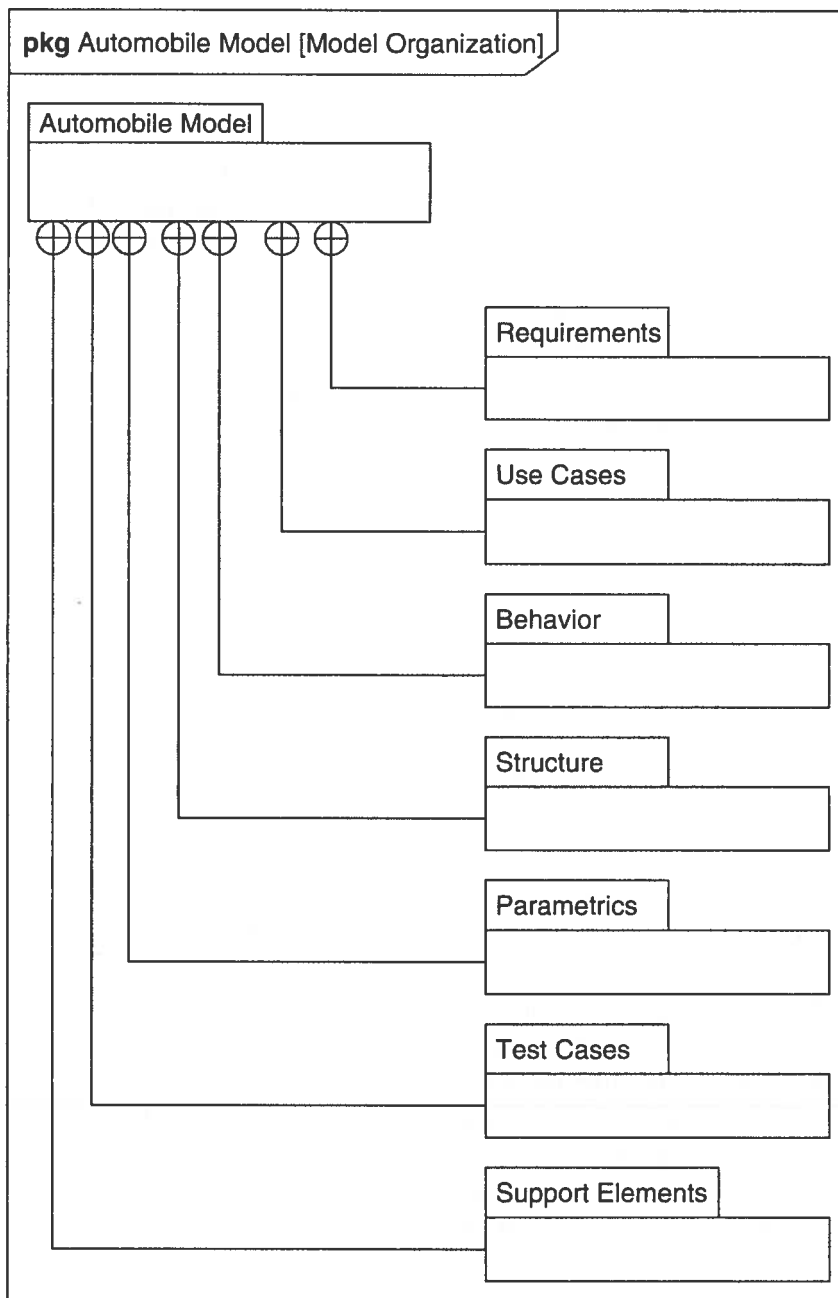 pkg Automobile Model [Model Organization]
Automobile Model
Requirements
Use Cases
Behavior
Structure
Parametrics
Test Cases
Support Elements